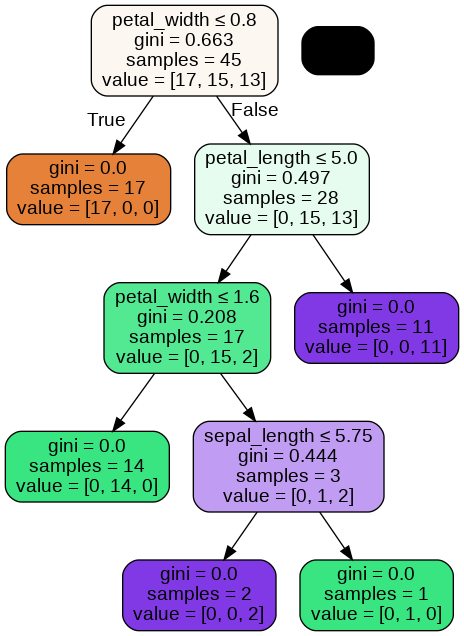 petal_width ≤ 0.8
gini = 0.663
samples = 45
value = [17, 15, 13]
True
False
gini = 0.0
samples = 17
value = [17, 0, 0]
petal_length ≤ 5.0
gini = 0.497
samples = 28
value = [0, 15, 13]
petal_width ≤ 1.6
gini = 0.208
samples = 17
value = [0, 15, 2]
gini = 0.0
samples = 11
value = [0, 0, 11]
gini = 0.0
samples = 14
value = [0, 14, 0]
sepal_length ≤ 5.75
gini = 0.444
samples = 3
value = [0, 1, 2]
gini = 0.0
samples = 2
value = [0, 0, 2]
gini = 0.0
samples = 1
value = [0, 1, 0]